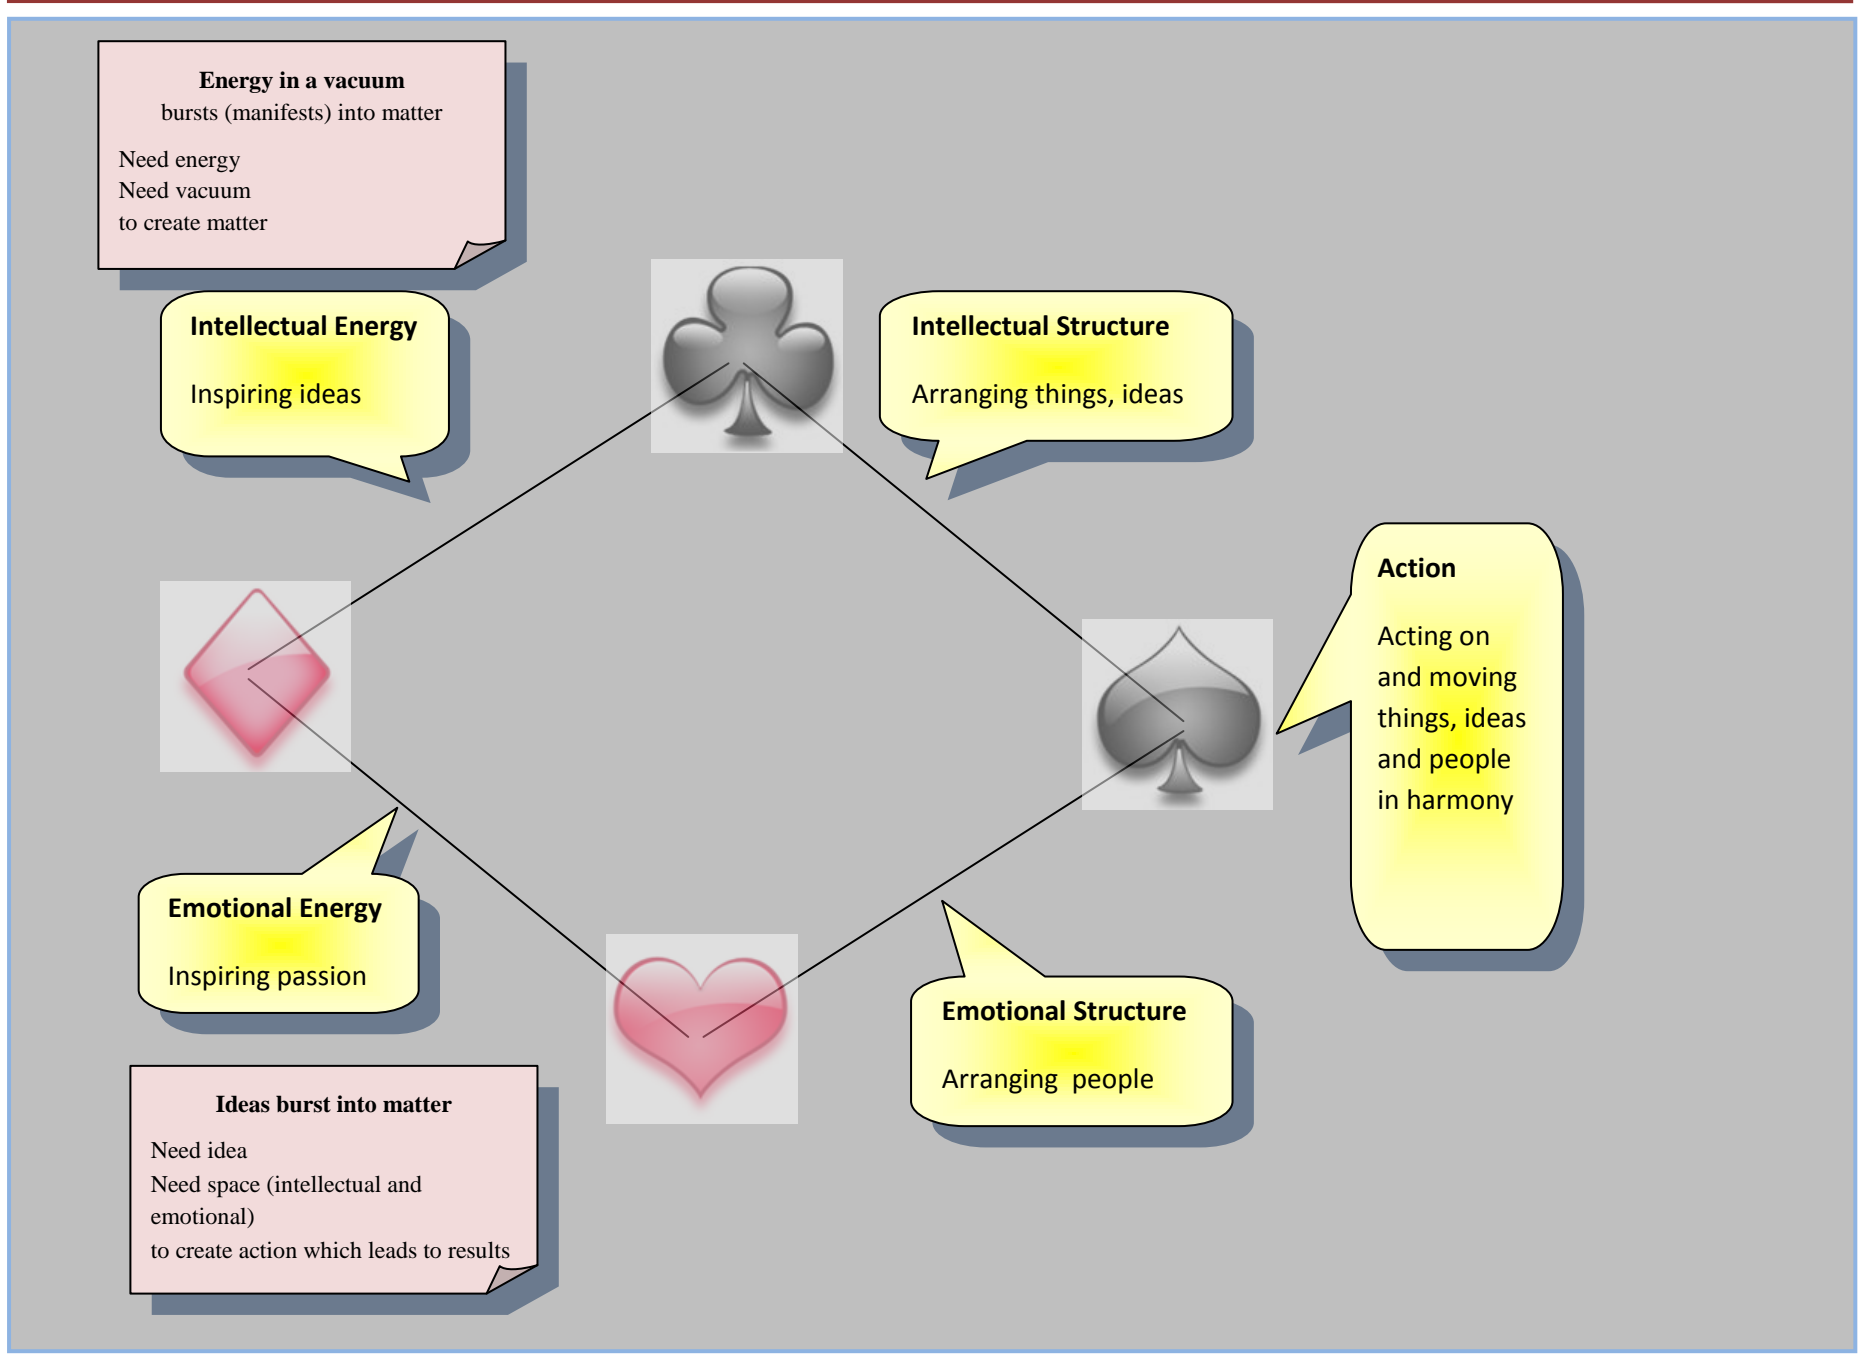 Energy in a vacuum
bursts (manifests) into matter
Need energy
Need vacuum
to create matter
Intellectual Energy
Inspiring ideas
Intellectual Structure
Arranging things, ideas
Action
Acting on
and moving
things, ideas
and people
in harmony
Emotional Energy
Inspiring passion
Emotional Structure
Arranging  people
Ideas burst into matter
Need idea
Need space (intellectual and
emotional)
to create action which leads to results